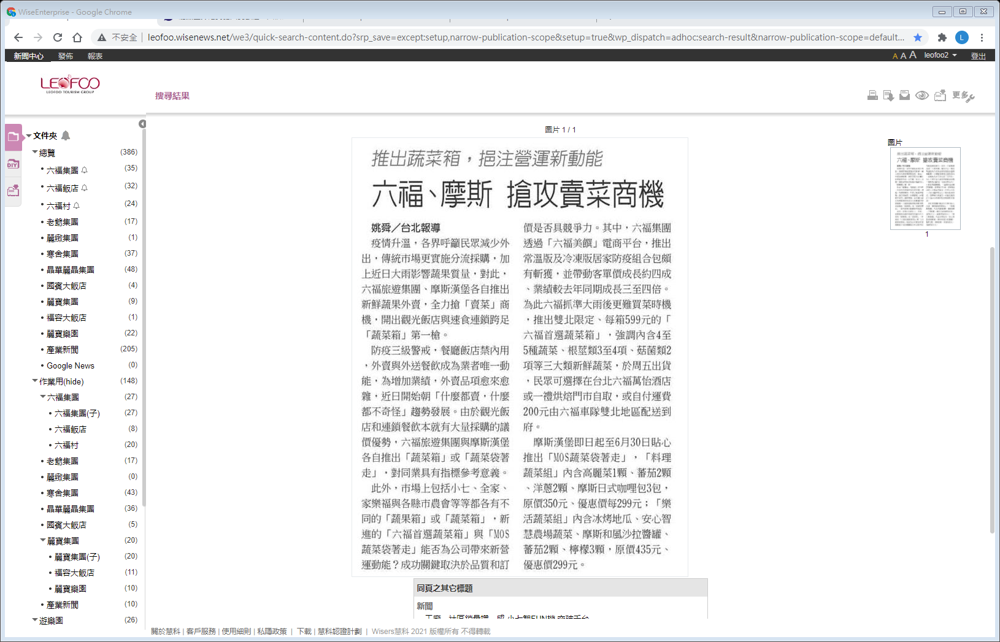 WiseEnterprise - Google Chrome
不安全 | leofoo.wisenews.net/we3/quick-search-content.do?srp_save=except:setup,narrow-publication-scope&setup=true&wp_dispatch=adhoc:search-result&narrow-publication-scope=default...
L
新聞中心 發佈 報表 A A A leofoo2 登出
LEOFOO
LEOFOO TOURISM GROUP
搜尋結果
更多
DIY
文件夾
總覽 (386)
六福集團 (35)
六福飯店 (32)
六福村 (24)
老爺集團 (17)
麗緻集團 (1)
寒舍集團 (37)
晶華麗晶集團 (48)
國賓大飯店 (4)
麗寶集團 (9)
福容大飯店 (1)
麗寶樂園 (22)
產業新聞 (205)
Google News (0)
作業用(hide) (148)
六福集團 (27)
六福集團(子) (27)
六福飯店 (8)
六福村 (20)
老爺集團 (17)
麗緻集團 (0)
寒舍集團 (43)
晶華麗晶集團 (36)
國賓大飯店 (5)
麗寶集團 (20)
麗寶集團(子) (20)
福容大飯店 (11)
麗寶樂園 (10)
產業新聞 (10)
遊樂園 (26)
圖片 1 / 1
推出蔬菜箱，挹注營運新動能
六福、摩斯 搶攻賣菜商機
姚舜／台北報導
疫情升溫，各界呼籲民眾減少外
出，傳統市場更實施分流採購，加
上近日大雨影響蔬果質量，對此，
六福旅遊集團、摩斯漢堡各自推出
新鮮蔬果外賣，全力搶「賣菜」商
機，開出觀光飯店與速食連鎖跨足
「蔬菜箱」第一槍。
防疫三級警戒，餐廳飯店禁內用
，外賣與外送餐飲成為業者唯一動
能，為增加業績，外賣品項愈來愈
雜，近日開始朝「什麼都賣，什麼
都不奇怪」趨勢發展。由於觀光飯
店和連鎖餐飲本就有大量採購的議
價優勢，六福旅遊集團與摩斯漢堡
各自推出「蔬菜箱」或「蔬菜袋著
走」，對同業具有指標參考意義。
此外，市場上包括小七、全家、
家樂福與各縣市農會等等都各有不
同的「蔬果箱」或「蔬菜箱」，新
進的「六福首選蔬菜箱」與「MOS
蔬菜袋著走」能否為公司帶來新營
運動能？成功關鍵取決於品質和訂
價是否具競爭力。其中，六福集團
透過「六福美饌」電商平台，推出
常溫版及冷凍版居家防疫組合包頗
有斬獲，並帶動客單價成長約四成
、業績較去年同期成長三至四倍。
為此六福抓準大雨後更難買菜時機
，推出雙北限定、每箱599元的「
六福首選蔬菜箱」，強調內含4至
5種蔬菜、根莖類3至4項、菇菌類2
項等三大類新鮮蔬菜，於周五出貨
，民眾可選擇在台北六福萬怡酒店
或一禮烘焙門市自取，或自付運費
200元由六福車隊雙北地區配送到
府。
摩斯漢堡即日起至6月30日貼心
推出「MOS蔬菜袋著走」，「料理
蔬菜組」內含高麗菜1顆、蕃茄2顆
、洋蔥2顆、摩斯日式咖哩包3包，
原價350元、優惠價每299元；「樂
活蔬菜組」內含冰烤地瓜、安心智
慧農場蔬菜、摩斯和風沙拉醬罐、
蕃茄2顆、檸檬3顆，原價435元、
優惠價299元。
圖片
六福、摩斯 搶攻賣菜商機
1
同頁之其它標題
新聞
關於慧科 | 客戶服務 | 使用細則 | 私隱政策 | 下載 | 慧科認證計劃 | Wisers慧科 2021 版權所有 不得轉載